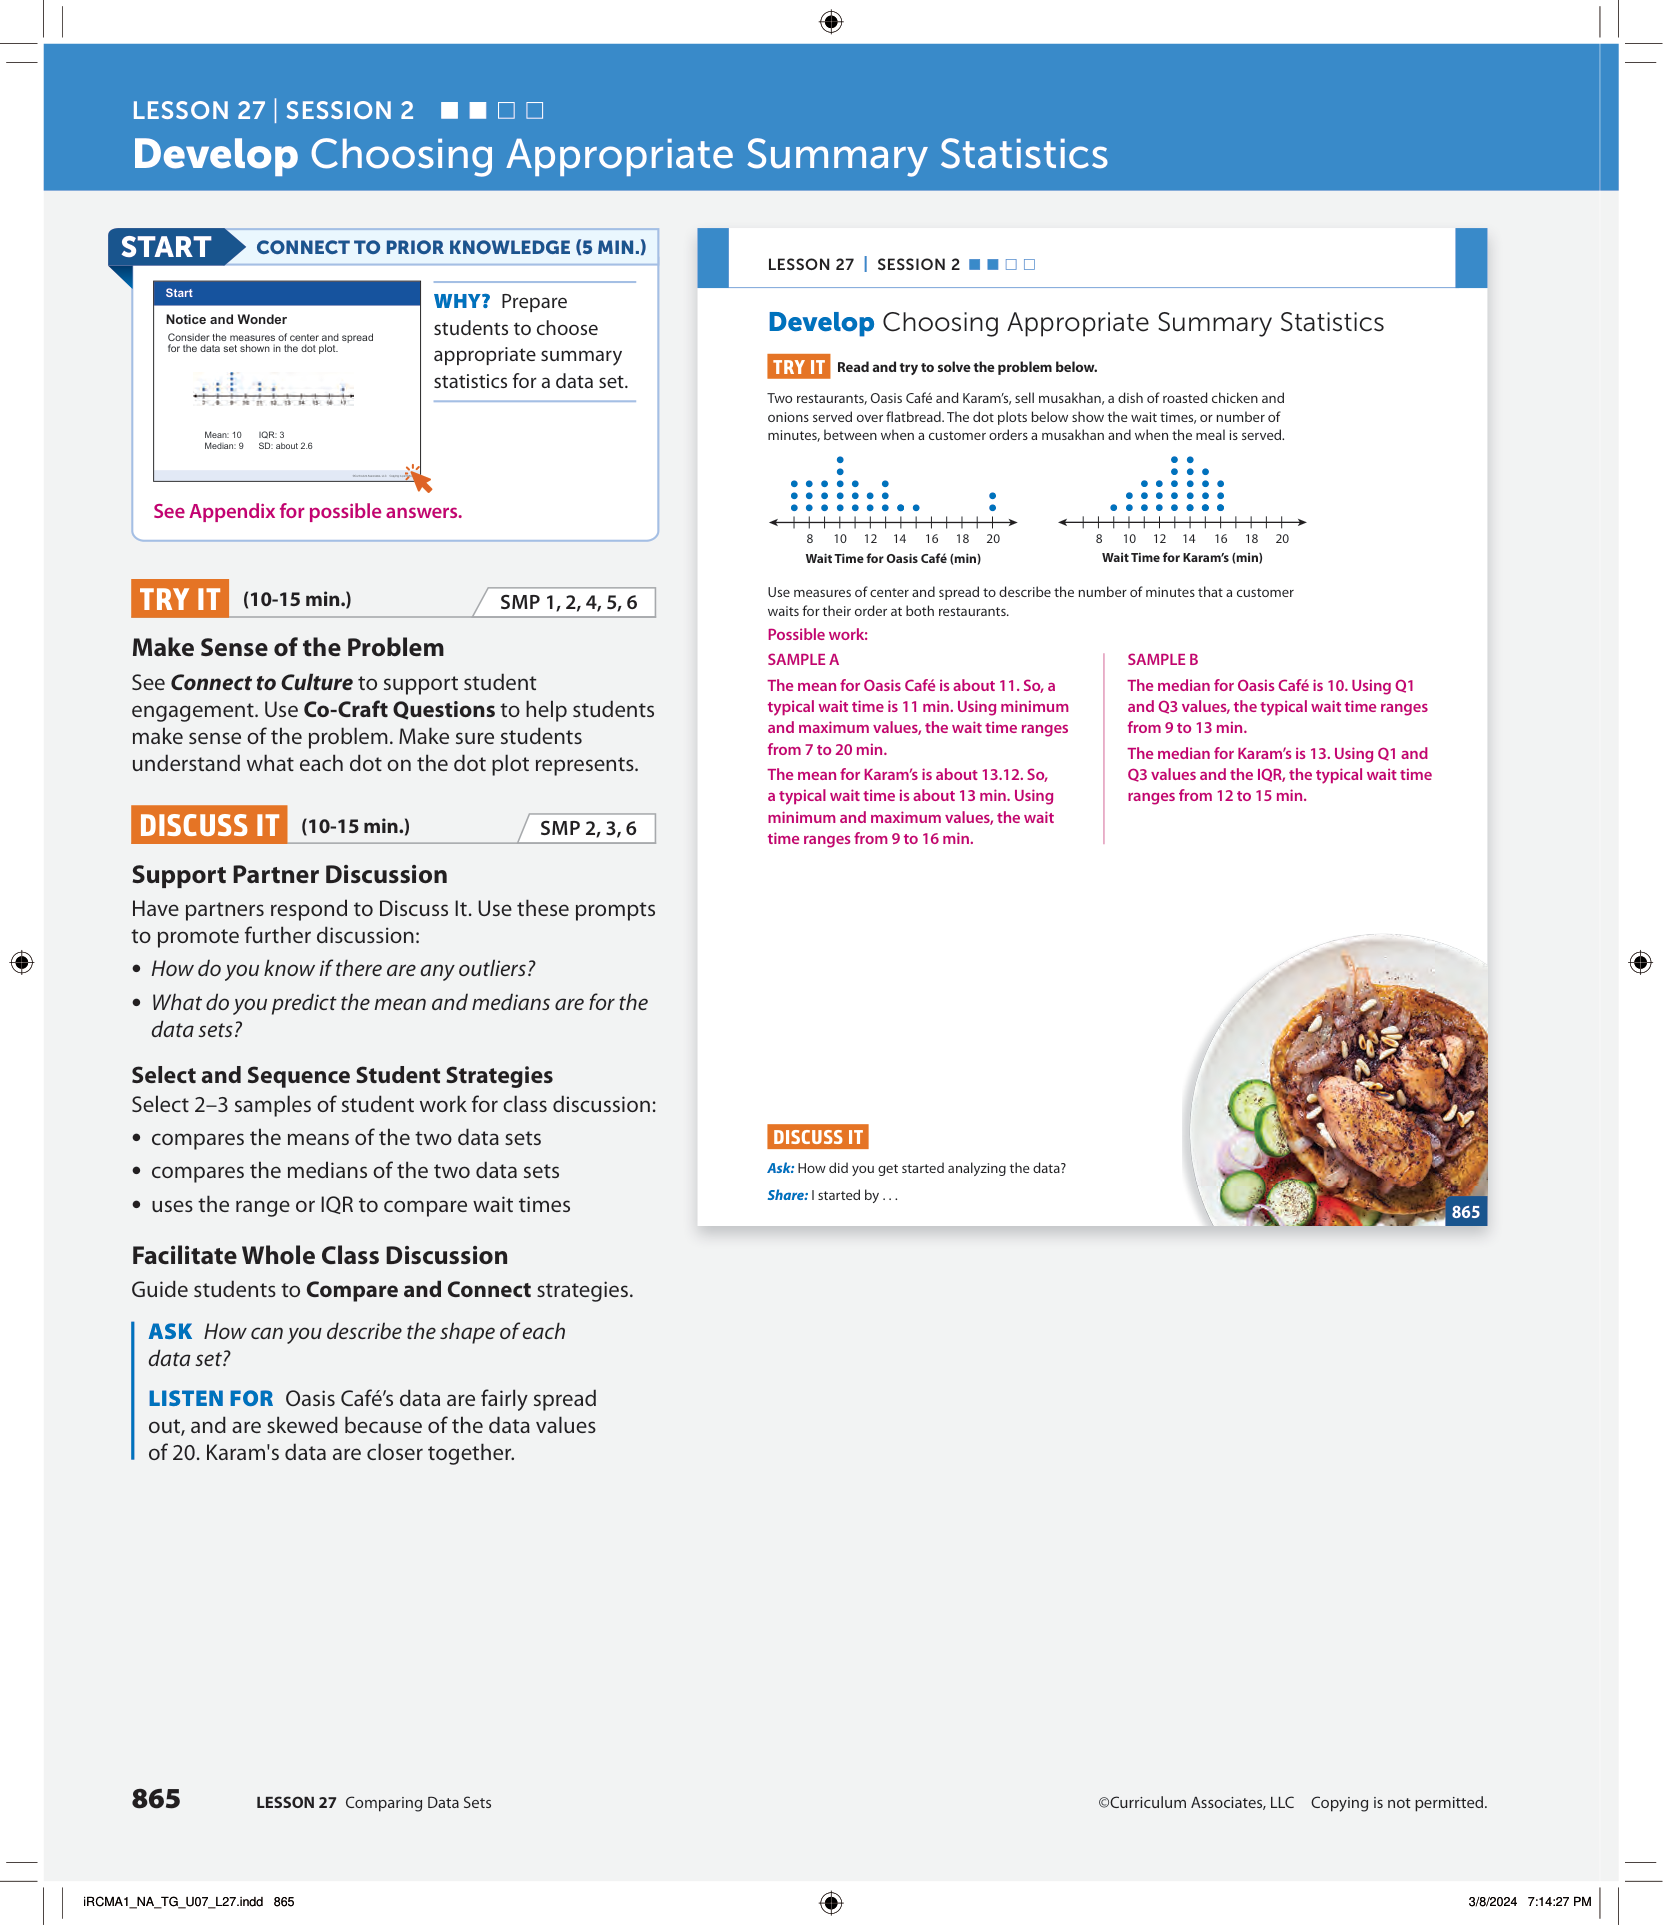 LESSON 27 | SESSION 2
Develop Choosing Appropriate Summary Statistics
START CONNECT TO PRIOR KNOWLEDGE (5 MIN.)
Start
Notice and Wonder
Consider the measures of center and spread
for the data set shown in the dot plot.
7 8 9 10 11 12 13 14 15 16 17
Mean: 10 IQR: 3
Median: 9 SD: about 2.6
WHY? Prepare
students to choose
appropriate summary
statistics for a data set.
See Appendix for possible answers.
TRY IT (10-15 min.) SMP 1, 2, 4, 5, 6
Make Sense of the Problem
See Connect to Culture to support student
engagement. Use Co-Craft Questions to help students
make sense of the problem. Make sure students
understand what each dot on the dot plot represents.
DISCUSS IT (10-15 min.) SMP 2, 3, 6
Support Partner Discussion
Have partners respond to Discuss It. Use these prompts
to promote further discussion:
• How do you know if there are any outliers?
• What do you predict the mean and medians are for the
data sets?
Select and Sequence Student Strategies
Select 2–3 samples of student work for class discussion:
• compares the means of the two data sets
• compares the medians of the two data sets
• uses the range or IQR to compare wait times
Facilitate Whole Class Discussion
Guide students to Compare and Connect strategies.
ASK How can you describe the shape of each
data set?
LISTEN FOR Oasis Café’s data are fairly spread
out, and are skewed because of the data values
of 20. Karam's data are closer together.
LESSON 27 | SESSION 2
Develop Choosing Appropriate Summary Statistics
TRY IT Read and try to solve the problem below.
Two restaurants, Oasis Café and Karam’s, sell musakhan, a dish of roasted chicken and
onions served over flatbread. The dot plots below show the wait times, or number of
minutes, between when a customer orders a musakhan and when the meal is served.
8 10 12 14 16 18 20
Wait Time for Oasis Café (min)
8 10 12 14 16 18 20
Wait Time for Karam’s (min)
Use measures of center and spread to describe the number of minutes that a customer
waits for their order at both restaurants.
Possible work:
SAMPLE A
The mean for Oasis Café is about 11. So, a
typical wait time is 11 min. Using minimum
and maximum values, the wait time ranges
from 7 to 20 min.
The mean for Karam’s is about 13.12. So,
a typical wait time is about 13 min. Using
minimum and maximum values, the wait
time ranges from 9 to 16 min.
SAMPLE B
The median for Oasis Café is 10. Using Q1
and Q3 values, the typical wait time ranges
from 9 to 13 min.
The median for Karam’s is 13. Using Q1 and
Q3 values and the IQR, the typical wait time
ranges from 12 to 15 min.
DISCUSS IT
Ask: How did you get started analyzing the data?
Share: I started by . . .
865
865 LESSON 27 Comparing Data Sets
©Curriculum Associates, LLC Copying is not permitted.
iRCMA1_NA_TG_U07_L27.indd 865
3/8/2024 7:14:27 PM